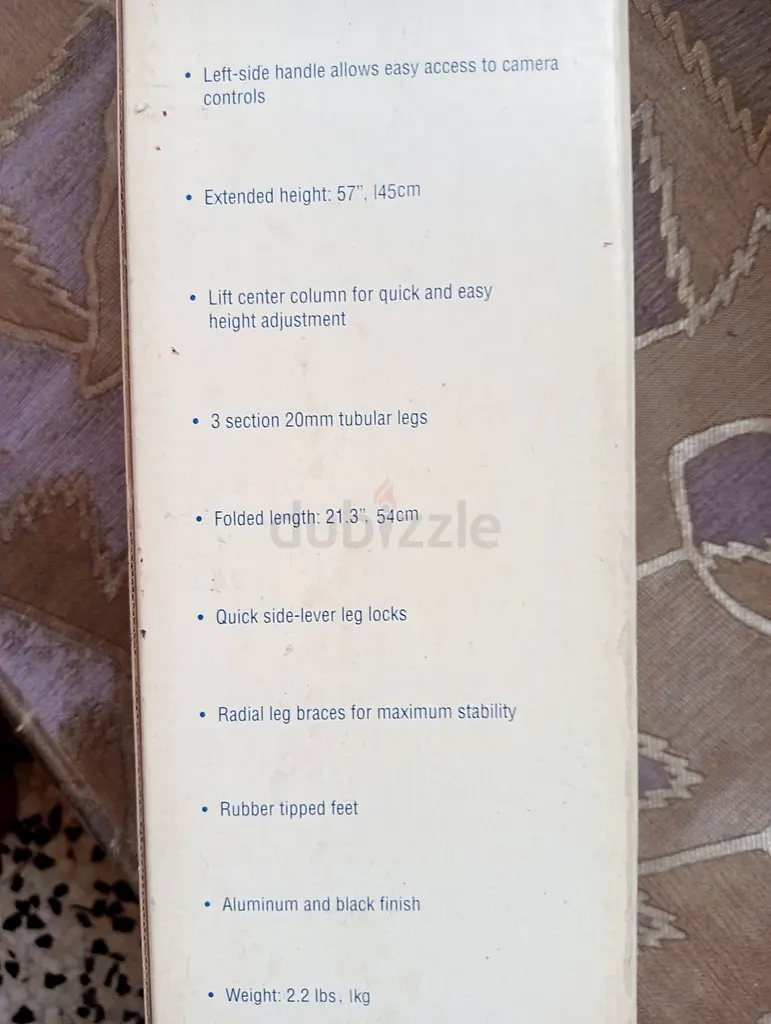 • Left-side handle allows easy access to camera
controls
• Extended height: 57”, 145cm
• Lift center column for quick and easy
height adjustment
• 3 section 20mm tubular legs
• Folded length: 21.3”, 54cm
dubizzle
• Quick side-lever leg locks
• Radial leg braces for maximum stability
• Rubber tipped feet
• Aluminum and black finish
• Weight: 2.2 lbs, 1kg